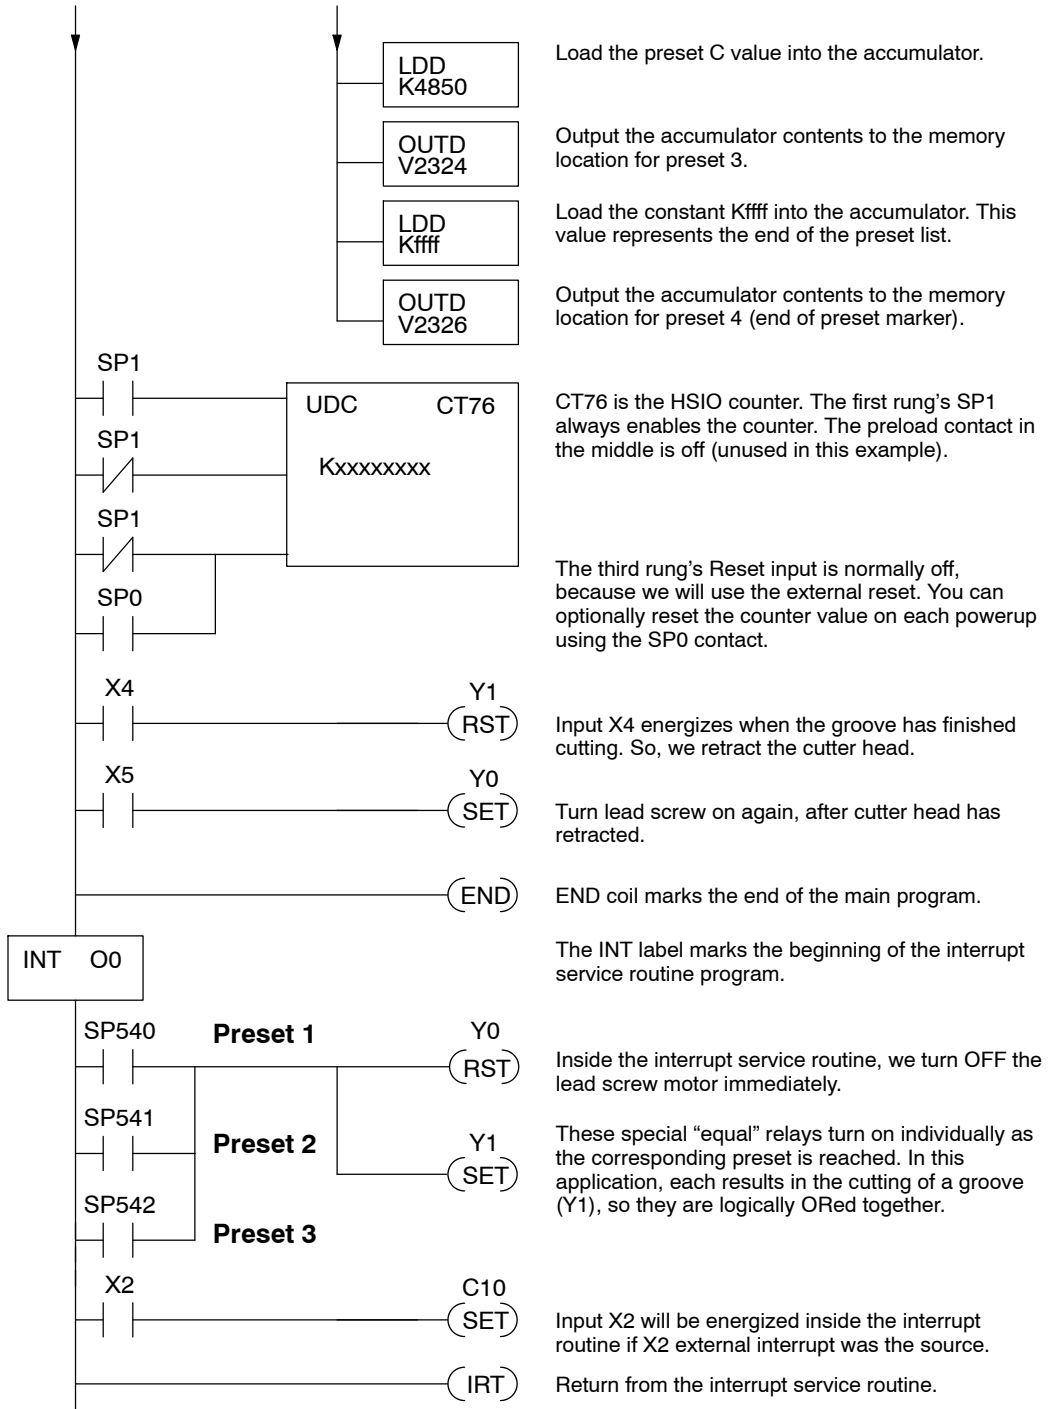 LDD
K4850
Load the preset C value into the accumulator.
OUTD
V2324
Output the accumulator contents to the memory
location for preset 3.
LDD
Kffff
Load the constant Kffff into the accumulator. This
value represents the end of the preset list.
OUTD
V2326
Output the accumulator contents to the memory
location for preset 4 (end of preset marker).
SP1
UDC CT76
Kxxxxxxxx
SP1
SP1
SP0
CT76 is the HSIO counter. The first rung’s SP1
always enables the counter. The preload contact in
the middle is off (unused in this example).
The third rung’s Reset input is normally off,
because we will use the external reset. You can
optionally reset the counter value on each powerup
using the SP0 contact.
X4
Y1
RST
Input X4 energizes when the groove has finished
cutting. So, we retract the cutter head.
X5
Y0
SET
Turn lead screw on again, after cutter head has
retracted.
END
END coil marks the end of the main program.
INT O0
The INT label marks the beginning of the interrupt
service routine program.
SP540
Preset 1
Y0
RST
Inside the interrupt service routine, we turn OFF the
lead screw motor immediately.
SP541
Preset 2
Y1
SET
These special “equal” relays turn on individually as
the corresponding preset is reached. In this
application, each results in the cutting of a groove
(Y1), so they are logically ORed together.
SP542
Preset 3
X2
C10
SET
Input X2 will be energized inside the interrupt
routine if X2 external interrupt was the source.
IRT
Return from the interrupt service routine.